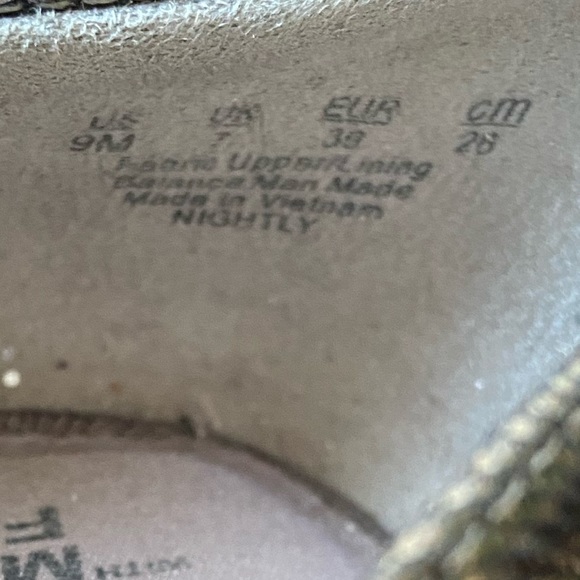 US UK EUR cm
9M 7 39 26
Fabric Upper/Lining
Balance Man Made
Made in Vietnam
NIGHTLY